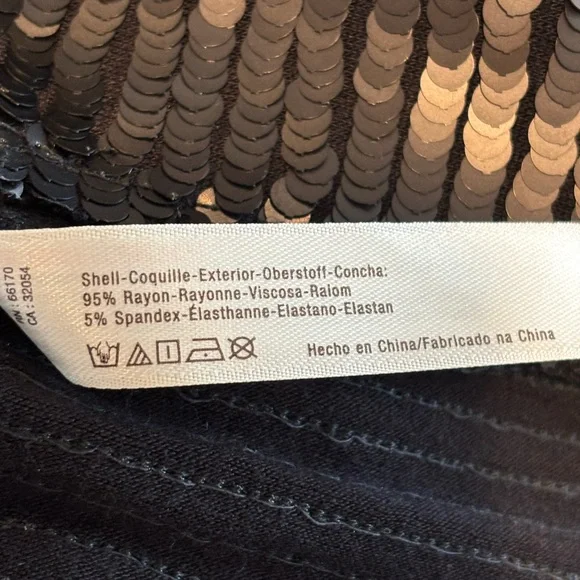 Shell-Coquille-Exterior-Oberstoff-Concha:
95% Rayon-Rayonne-Viscosa-Ralom
5% Spandex-Élasthanne-Elastano-Elastan
Hecho en China/Fabricado na China
RN: 66170
CA: 32054